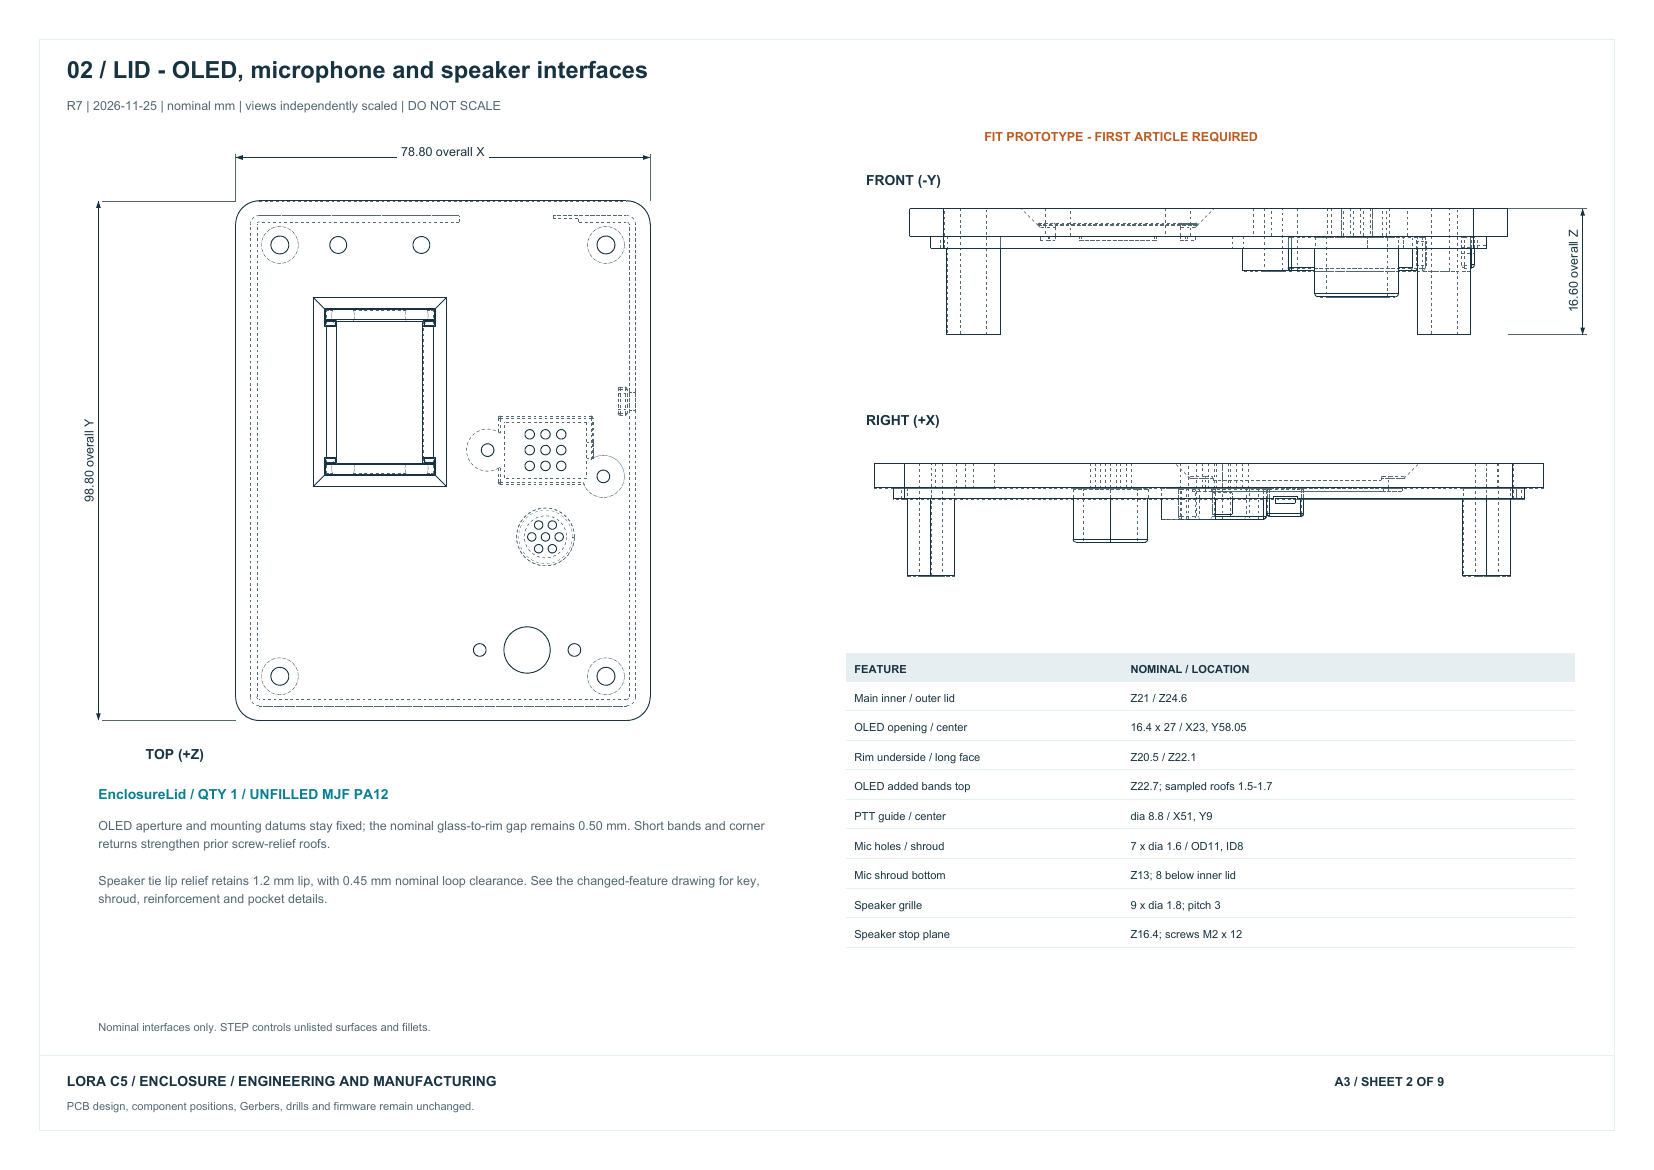 02 / LID - OLED, microphone and speaker interfaces
R7 | 2026-11-25 | nominal mm | views independently scaled | DO NOT SCALE
FIT PROTOTYPE - FIRST ARTICLE REQUIRED
78.80 overall X
98.80 overall Y
TOP (+Z)
FRONT (-Y)
16.60 overall Z
RIGHT (+X)
EnclosureLid / QTY 1 / UNFILLED MJF PA12
OLED aperture and mounting datums stay fixed; the nominal glass-to-rim gap remains 0.50 mm. Short bands and corner
returns strengthen prior screw-relief roofs.
Speaker tie lip relief retains 1.2 mm lip, with 0.45 mm nominal loop clearance. See the changed-feature drawing for key,
shroud, reinforcement and pocket details.
FEATURE NOMINAL / LOCATION
Main inner / outer lid Z21 / Z24.6
OLED opening / center 16.4 x 27 / X23, Y58.05
Rim underside / long face Z20.5 / Z22.1
OLED added bands top Z22.7; sampled roofs 1.5-1.7
PTT guide / center dia 8.8 / X51, Y9
Mic holes / shroud 7 x dia 1.6 / OD11, ID8
Mic shroud bottom Z13; 8 below inner lid
Speaker grille 9 x dia 1.8; pitch 3
Speaker stop plane Z16.4; screws M2 x 12
Nominal interfaces only. STEP controls unlisted surfaces and fillets.
LORA C5 / ENCLOSURE / ENGINEERING AND MANUFACTURING
A3 / SHEET 2 OF 9
PCB design, component positions, Gerbers, drills and firmware remain unchanged.